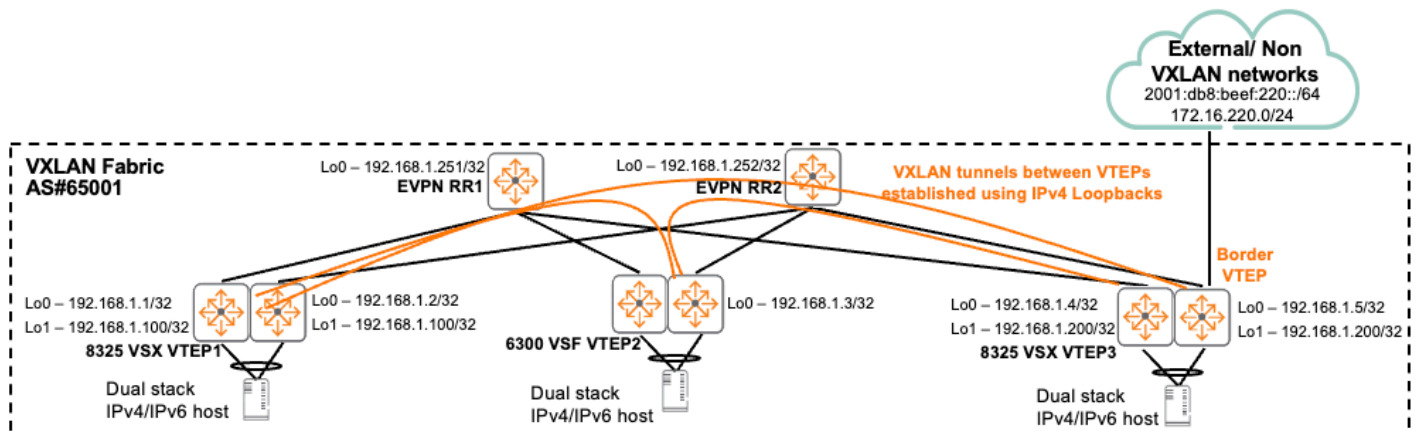 External/ Non
VXLAN networks
2001:db8:beef:220::/64
172.16.220.0/24
VXLAN Fabric
AS#65001
Lo0 – 192.168.1.251/32
EVPN RR1
Lo0 – 192.168.1.252/32
EVPN RR2
VXLAN tunnels between VTEPs
established using IPv4 Loopbacks
Border
VTEP
Lo0 – 192.168.1.1/32
Lo1 – 192.168.1.100/32
Lo0 – 192.168.1.2/32
Lo1 – 192.168.1.100/32
8325 VSX VTEP1
Lo0 – 192.168.1.3/32
6300 VSF VTEP2
Lo0 – 192.168.1.4/32
Lo1 – 192.168.1.200/32
Lo0 – 192.168.1.5/32
Lo1 – 192.168.1.200/32
8325 VSX VTEP3
Dual stack
IPv4/IPv6 host
Dual stack
IPv4/IPv6 host
Dual stack
IPv4/IPv6 host